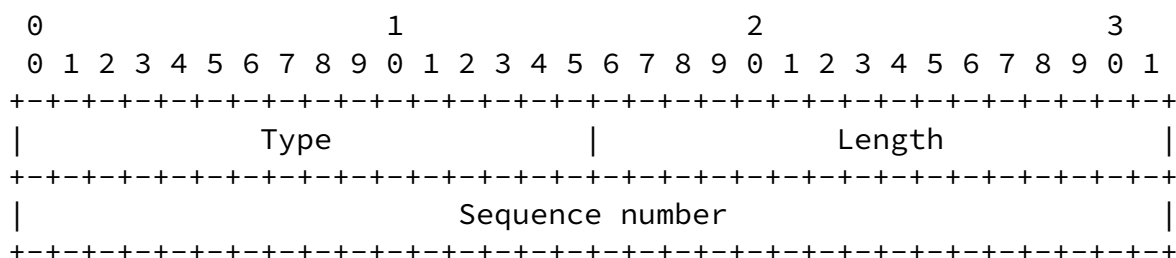 0                   1                   2                   3
 0 1 2 3 4 5 6 7 8 9 0 1 2 3 4 5 6 7 8 9 0 1 2 3 4 5 6 7 8 9 0 1
+-+-+-+-+-+-+-+-+-+-+-+-+-+-+-+-+-+-+-+-+-+-+-+-+-+-+-+-+-+-+-+-+
|             Type              |             Length            |
+-+-+-+-+-+-+-+-+-+-+-+-+-+-+-+-+-+-+-+-+-+-+-+-+-+-+-+-+-+-+-+-+
|                        Sequence number                        |
+-+-+-+-+-+-+-+-+-+-+-+-+-+-+-+-+-+-+-+-+-+-+-+-+-+-+-+-+-+-+-+-+